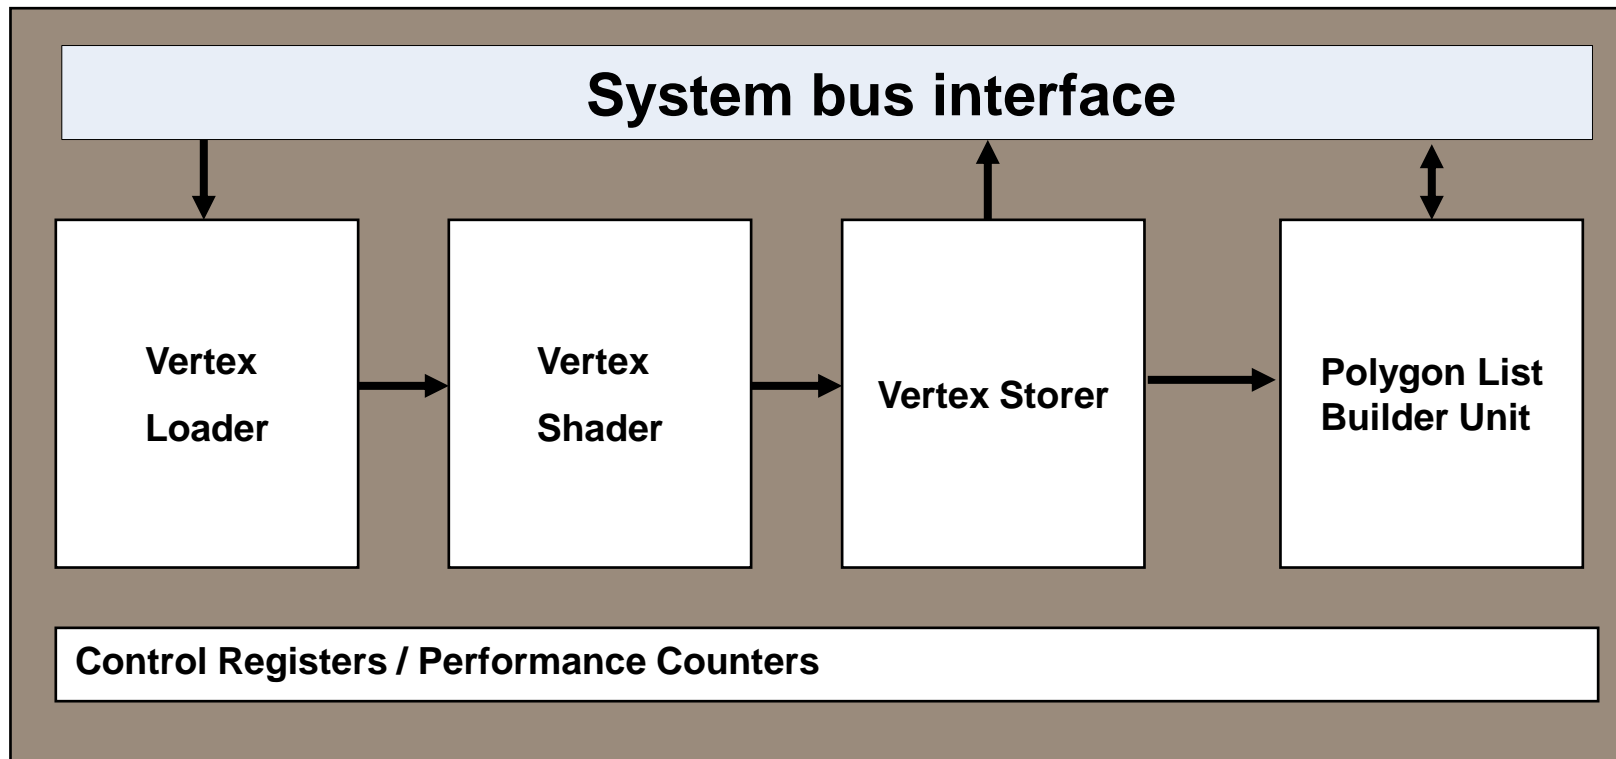 System bus interface
Vertex
Loader
Vertex
Shader
Vertex Storer
Polygon List
Builder Unit
Control Registers / Performance Counters